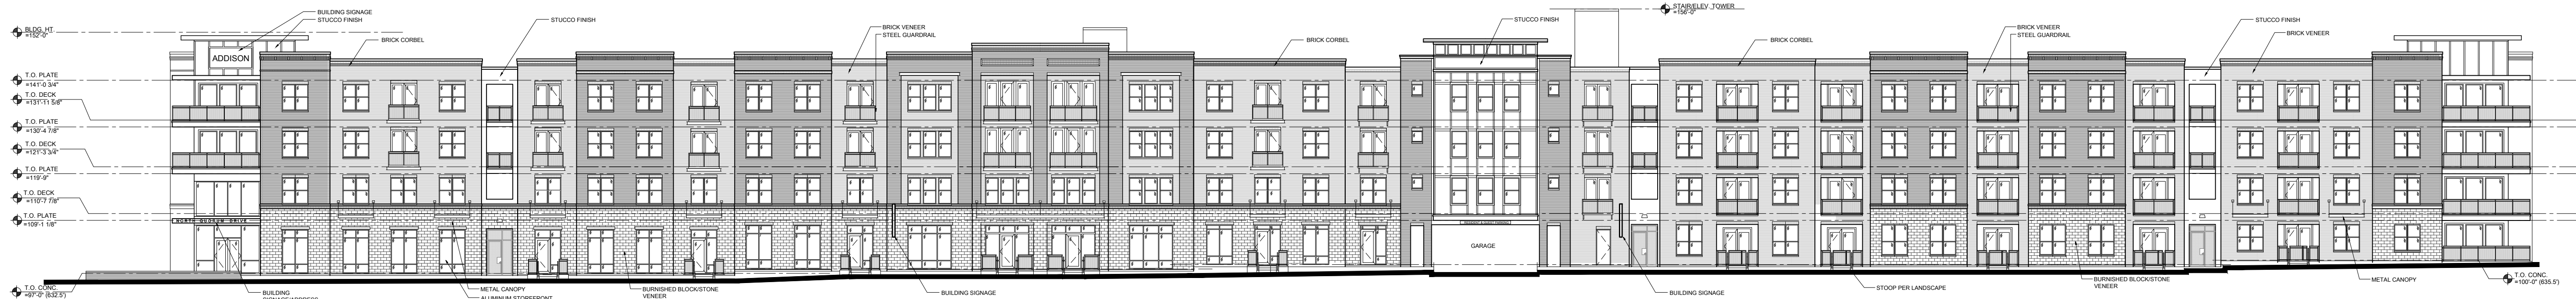 BUILDING SIGNAGE
STUCCO FINISH
STUCCO FINISH
BRICK VENEER
STEEL GUARDRAIL
BRICK CORBEL
BRICK CORBEL
STUCCO FINISH
STAIR/ELEV. TOWER
=156'-0"
BRICK CORBEL
BRICK VENEER
STEEL GUARDRAIL
STUCCO FINISH
BRICK VENEER
BLDG. HT.
=152'-0"
ADDISON
T.O. PLATE
=141'-0 3/4"
T.O. DECK
=131'-11 5/8"
T.O. PLATE
=130'-4 7/8"
T.O. DECK
=121'-3 3/4"
T.O. PLATE
=119'-9"
T.O. DECK
=110'-7 7/8"
T.O. PLATE
=109'-1 1/8"
GARAGE
T.O. CONC.
=97'-0" (632.5')
BUILDING
SIGNAGE/ADDRESS
METAL CANOPY
ALUMINUM STOREFRONT
BURNISHED BLOCK/STONE
VENEER
BUILDING SIGNAGE
BUILDING SIGNAGE
STOOP PER LANDSCAPE
BURNISHED BLOCK/STONE
VENEER
METAL CANOPY
T.O. CONC.
=100'-0" (635.5')